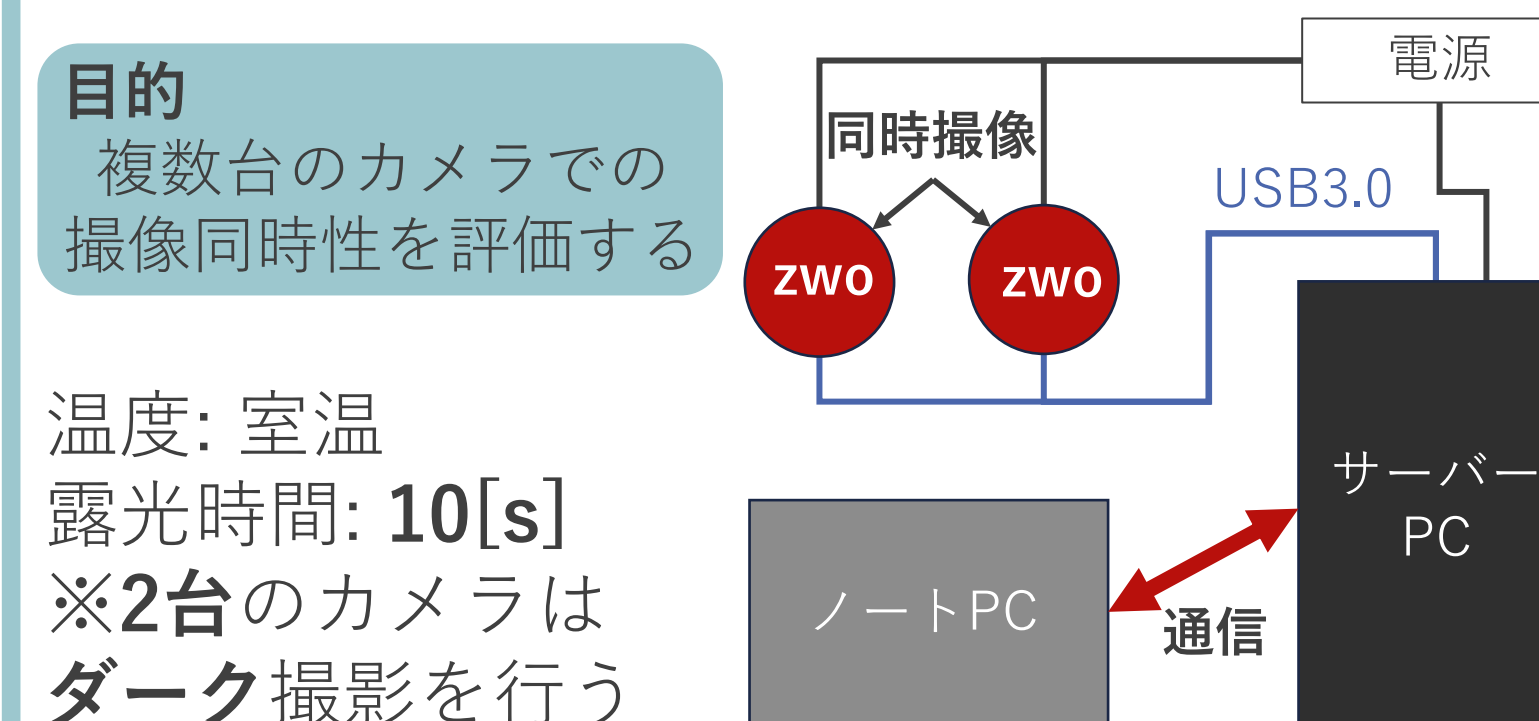 目的
複数台のカメラでの
撮像同時性を評価する
温度: 室温
露光時間: 10[s]
※2台のカメラは
ダーク撮影を行う
電源
同時撮像
USB3.0
ZWO
ZWO
サーバー
PC
ノートPC
通信